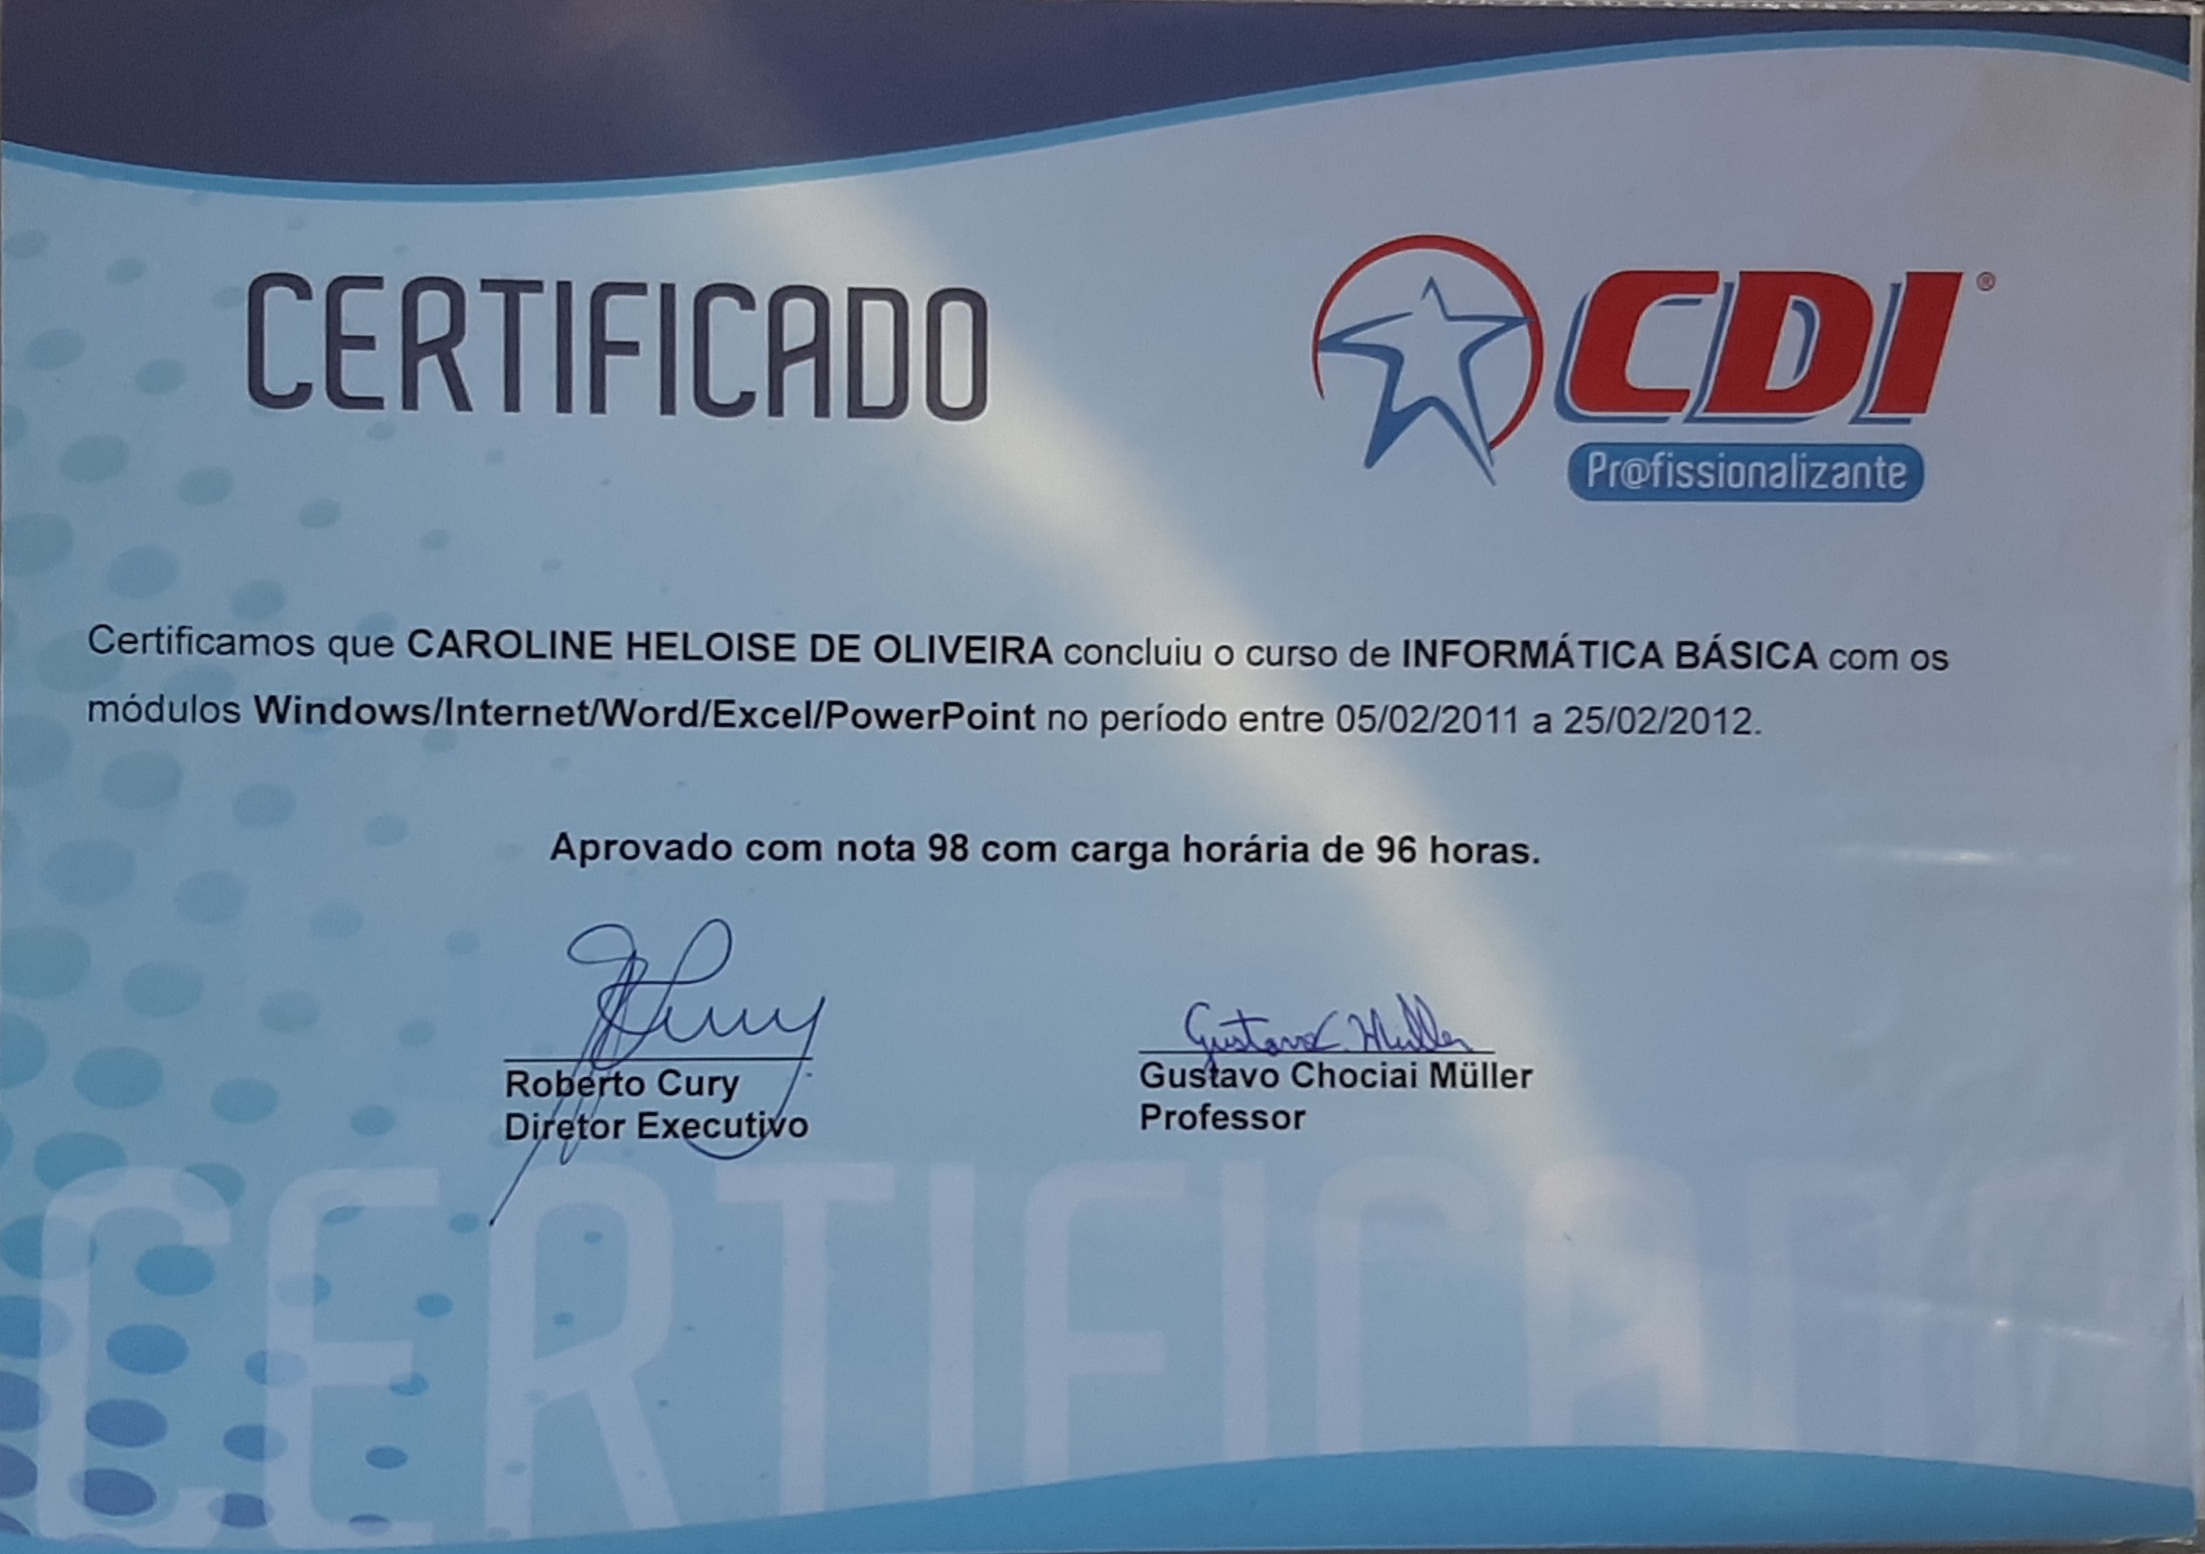 CERTIFICADO
CDI®
Pr@fissionalizante
Certificamos que CAROLINE HELOISE DE OLIVEIRA concluiu o curso de INFORMÁTICA BÁSICA com os
módulos Windows/Internet/Word/Excel/PowerPoint no período entre 05/02/2011 a 25/02/2012.
Aprovado com nota 98 com carga horária de 96 horas.
Gustavo C. Müller
Roberto Cury
Diretor Executivo
Gustavo Chociai Müller
Professor
CERTIFICADO